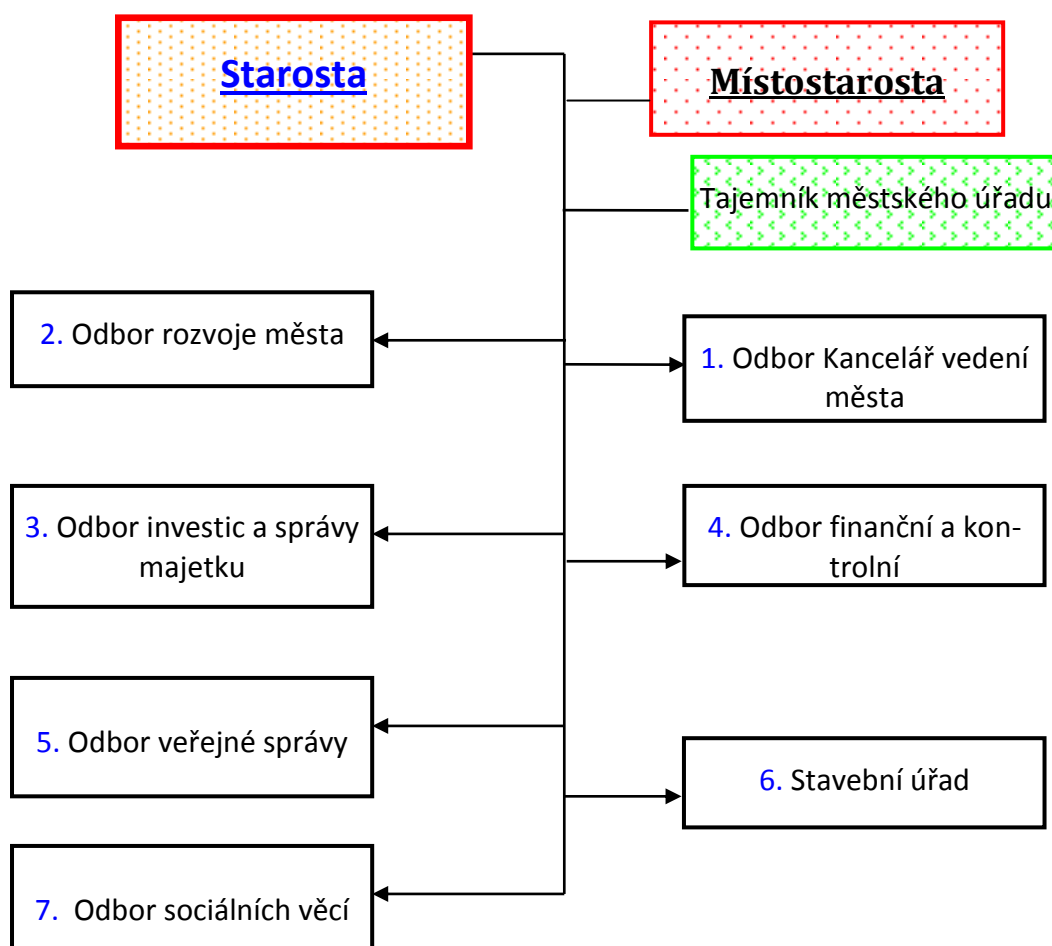 Starosta
Místostarosta
Tajemník městského úřadu
2. Odbor rozvoje města
1. Odbor Kancelář vedení
města
3. Odbor investic a správy
majetku
4. Odbor finanční a kon-
trolní
5. Odbor veřejné správy
6. Stavební úřad
7. Odbor sociálních věcí